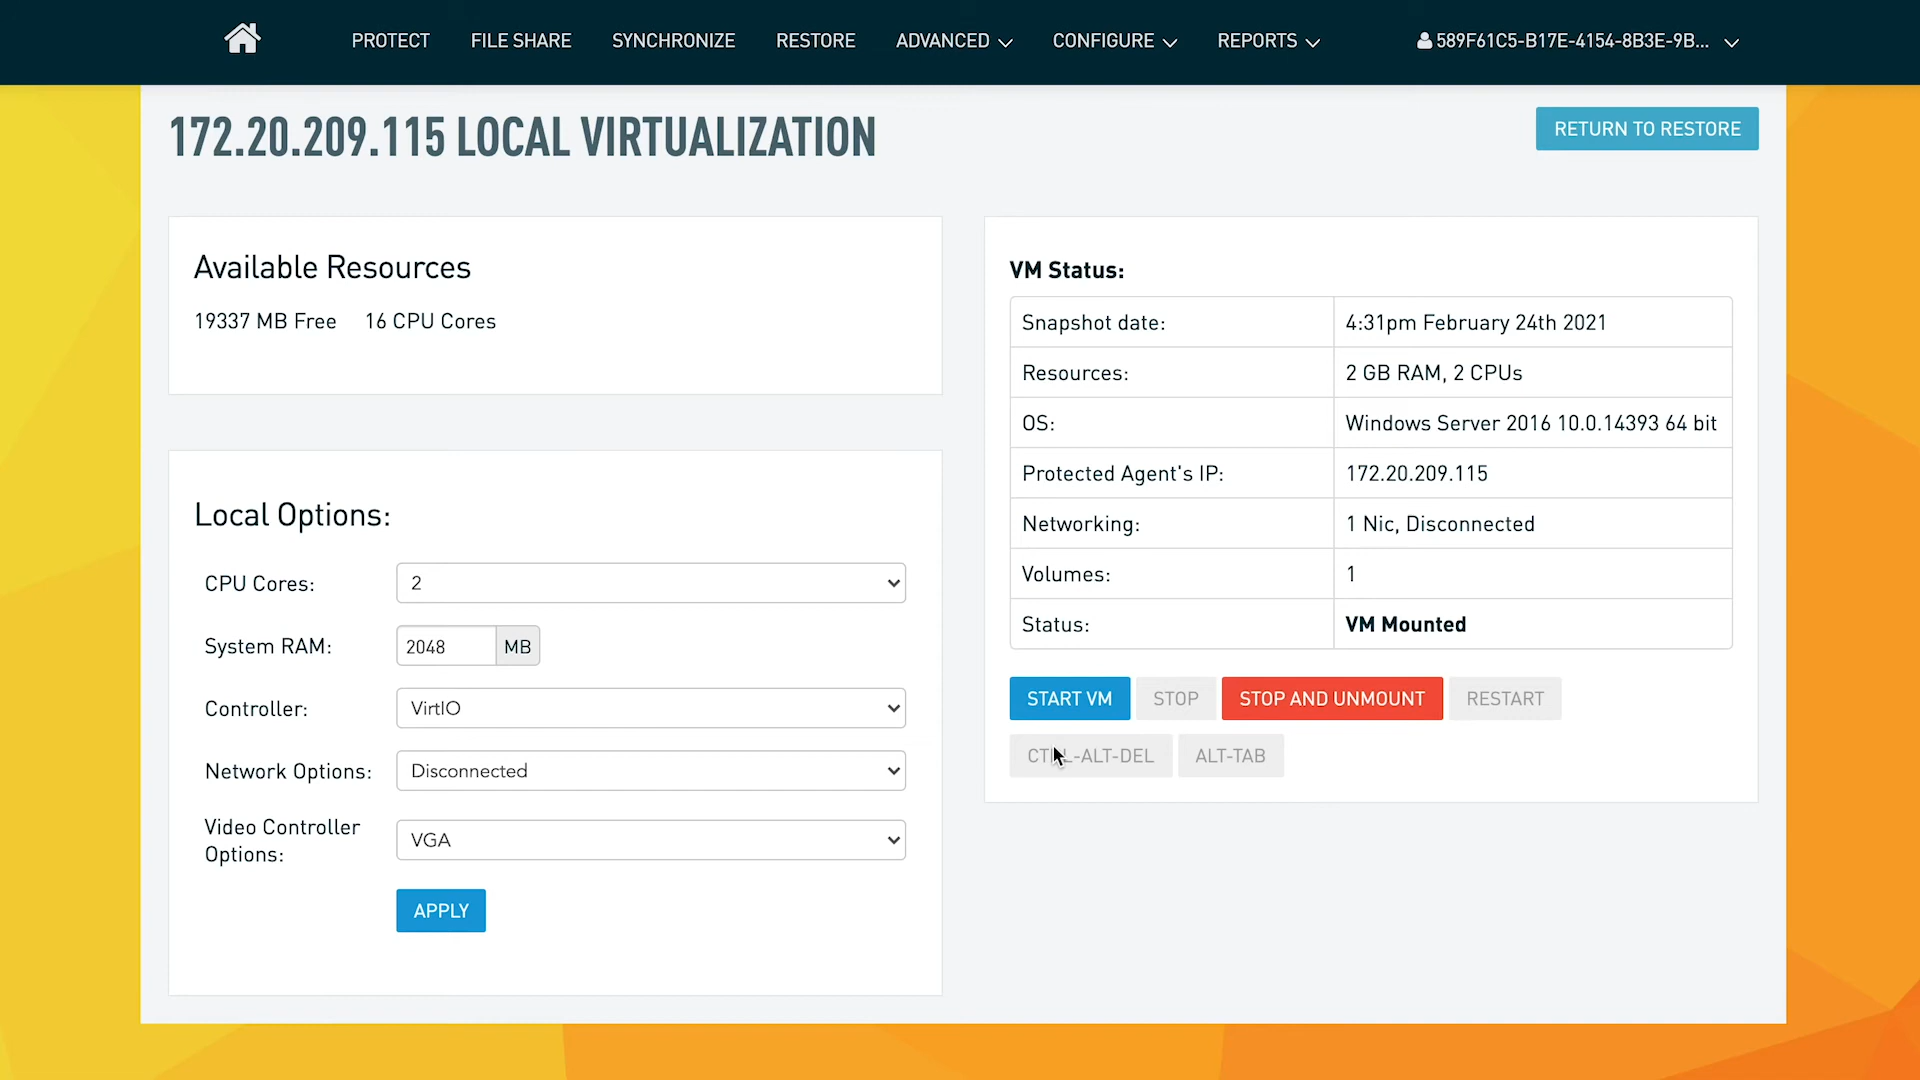 PROTECT FILE SHARE SYNCHRONIZE RESTORE ADVANCED CONFIGURE REPORTS 589F61C5-B17E-4154-8B3E-9B...
172.20.209.115 LOCAL VIRTUALIZATION
RETURN TO RESTORE
Available Resources
19337 MB Free 16 CPU Cores
Local Options:
CPU Cores: 2
System RAM: 2048 MB
Controller: VirtIO
Network Options: Disconnected
Video Controller
Options: VGA
APPLY
VM Status:
Snapshot date: 4:31pm February 24th 2021
Resources: 2 GB RAM, 2 CPUs
OS: Windows Server 2016 10.0.14393 64 bit
Protected Agent's IP: 172.20.209.115
Networking: 1 Nic, Disconnected
Volumes: 1
Status: VM Mounted
START VM STOP STOP AND UNMOUNT RESTART
CTRL-ALT-DEL ALT-TAB